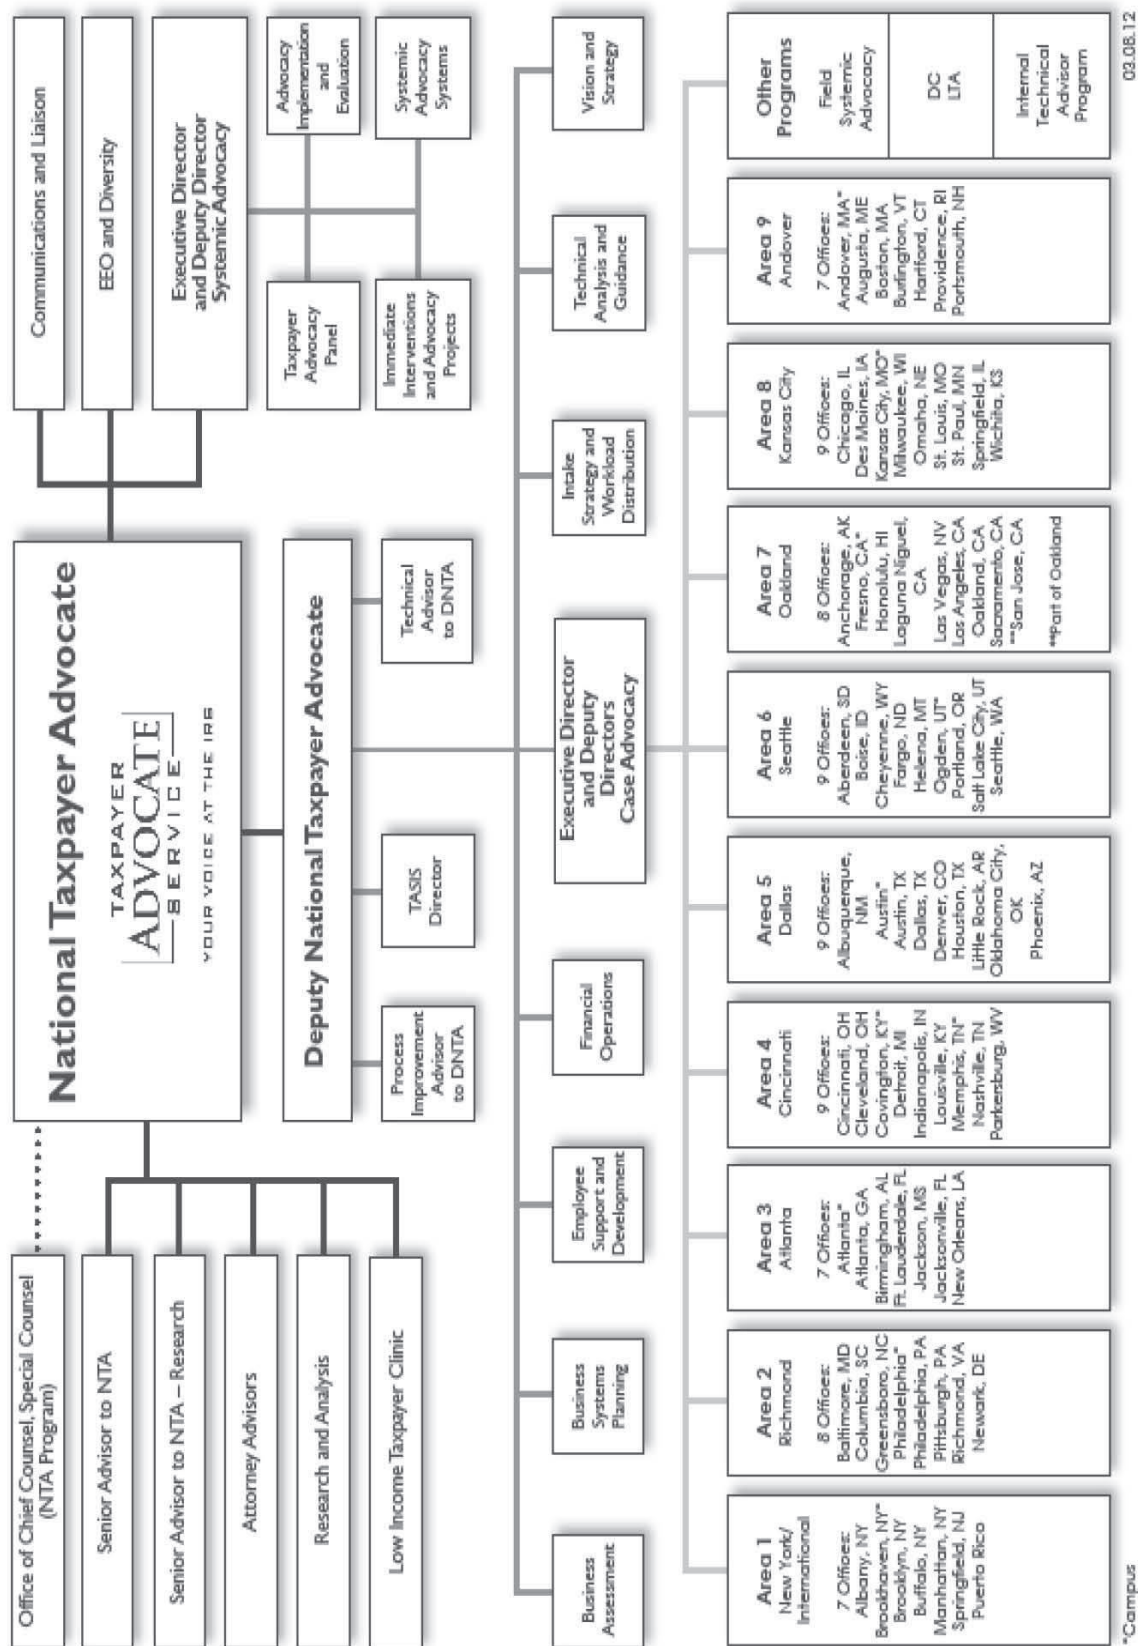 Office of Chief Counsel, Special Counsel
(NTA Program)
Senior Advisor to NTA
Senior Advisor to NTA – Research
Attorney Advisors
Research and Analysis
Low Income Taxpayer Clinic
National Taxpayer Advocate
TAXPAYER
ADVOCATE
SERVICE
YOUR VOICE AT THE IRS
Communications and Liaison
EEO and Diversity
Executive Director
and Deputy Director
Systemic Advocacy
Taxpayer
Advocacy
Panel
Advocacy
Implementation
and
Evaluation
Immediate
Interventions
and Advocacy
Projects
Systemic
Advocacy
Systems
Deputy National Taxpayer Advocate
Process
Improvement
Advisor
to DNTA
TASIS
Director
Technical
Advisor
to DNTA
Business
Assessment
Business
Systems
Planning
Employee
Support and
Development
Financial
Operations
Executive Director
and Deputy
Directors
Case Advocacy
Intake
Strategy and
Workload
Distribution
Technical
Analysis and
Guidance
Vision and
Strategy
Area 1
New York/
International
7 Offices:
Albany, NY
Brookhaven, NY*
Brooklyn, NY
Buffalo, NY
Manhattan, NY
Springfield, NJ
Puerto Rico
Area 2
Richmond
8 Offices:
Baltimore, MD
Columbia, SC
Greensboro, NC
Philadelphia*
Philadelphia, PA
Pittsburgh, PA
Richmond, VA
Newark, DE
Area 3
Atlanta
7 Offices:
Atlanta*
Atlanta, GA
Birmingham, AL
Ft. Lauderdale, FL
Jackson, MS
Jacksonville, FL
New Orleans, LA
Area 4
Cincinnati
9 Offices:
Cincinnati, OH
Cleveland, OH
Covington, KY*
Detroit, MI
Indianapolis, IN
Louisville, KY
Memphis, TN*
Nashville, TN
Parkersburg, WV
Area 5
Dallas
9 Offices:
Albuquerque,
NM
Austin*
Austin, TX
Dallas, TX
Denver, CO
Houston, TX
Little Rock, AR
Oklahoma City,
OK
Phoenix, AZ
Area 6
Seattle
9 Offices:
Aberdeen, SD
Boise, ID
Cheyenne, WY
Fargo, ND
Helena, MT
Ogden, UT*
Portland, OR
Salt Lake City, UT
Seattle, WA
Area 7
Oakland
8 Offices:
Anchorage, AK
Fresno, CA*
Honolulu, HI
Laguna Niguel,
CA
Las Vegas, NV
Los Angeles, CA
Oakland, CA
Sacramento, CA
**San Jose, CA
**Part of Oakland
Area 8
Kansas City
9 Offices:
Chicago, IL
Des Moines, IA
Kansas City, MO*
Milwaukee, WI
Omaha, NE
St. Louis, MO
St. Paul, MN
Springfield, IL
Wichita, KS
Area 9
Andover
7 Offices:
Andover, MA*
Augusta, ME
Boston, MA
Burlington, VT
Hartford, CT
Providence, RI
Portsmouth, NH
Other
Programs
Field
Systemic
Advocacy
DC
LTA
Internal
Technical
Advisor
Program
*Campus
03.08.12